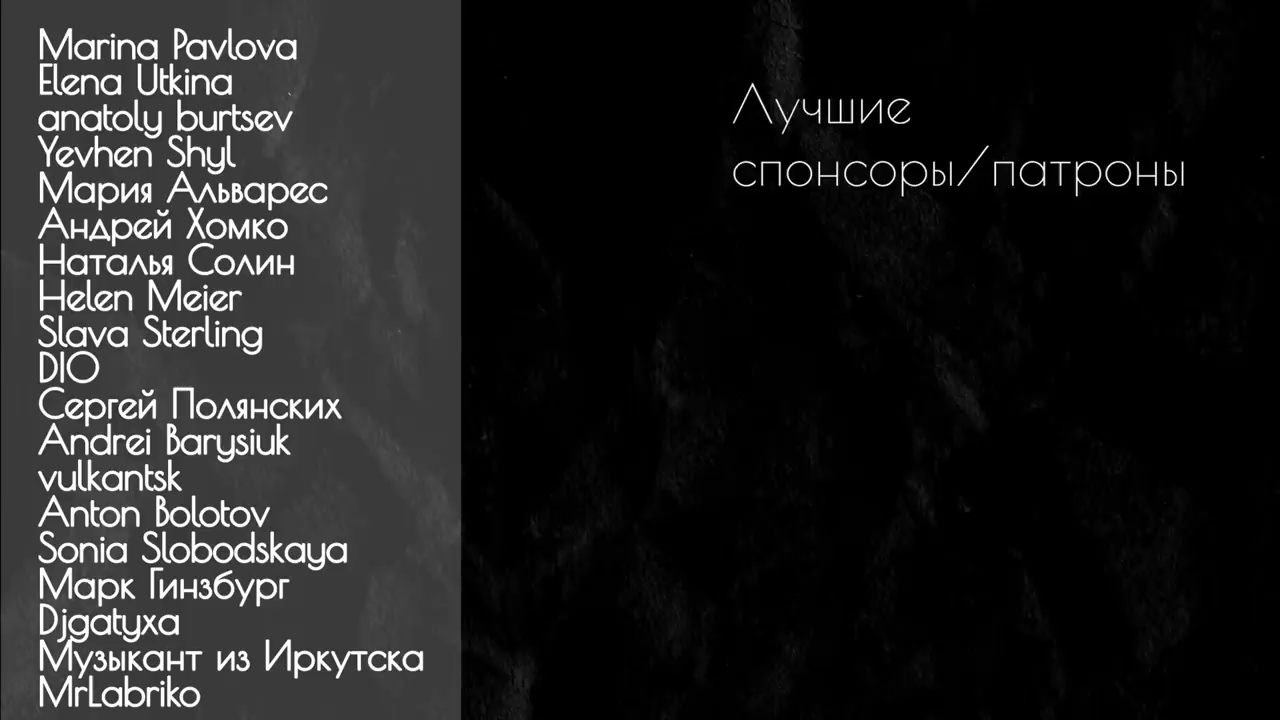 Marina Pavlova
Elena Utkina
anatoly burtsev
Yevhen Shyl
Мария Альварес
Андрей Хомко
Наталья Солин
Helen Meier
Slava Sterling
DIO
Сергей Полянских
Andrei Barysiuk
vulkantsk
Anton Bolotov
Sonia Slobodskaya
Марк Гинзбург
Djgatyxa
Музыкант из Иркутска
MrLabriko
Лучшие
спонсоры/патроны